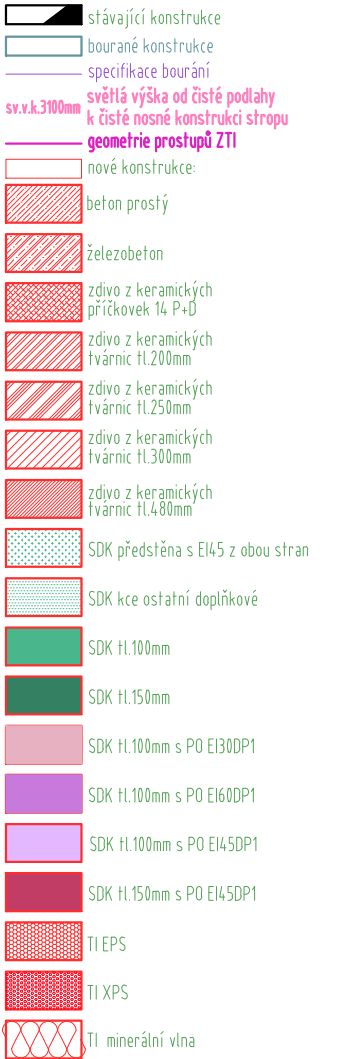 stávající konstrukce
bourané konstrukce
specifikace bourání
sv.v.k.3100mm světlá výška od čisté podlahy
k čisté nosné konstrukci stropu
geometrie prostupů ZTI
nové konstrukce:
beton prostý
železobeton
zdivo z keramických
příčkovek 14 P+D
zdivo z keramických
tvárnic tl.200mm
zdivo z keramických
tvárnic tl.250mm
zdivo z keramických
tvárnic tl.300mm
zdivo z keramických
tvárnic tl.480mm
SDK předstěna s EI45 z obou stran
SDK kce ostatní doplňkové
SDK tl.100mm
SDK tl.150mm
SDK tl.100mm s PO EI30DP1
SDK tl.100mm s PO EI60DP1
SDK tl.100mm s PO EI45DP1
SDK tl.150mm s PO EI45DP1
TI EPS
TI XPS
TI minerální vlna